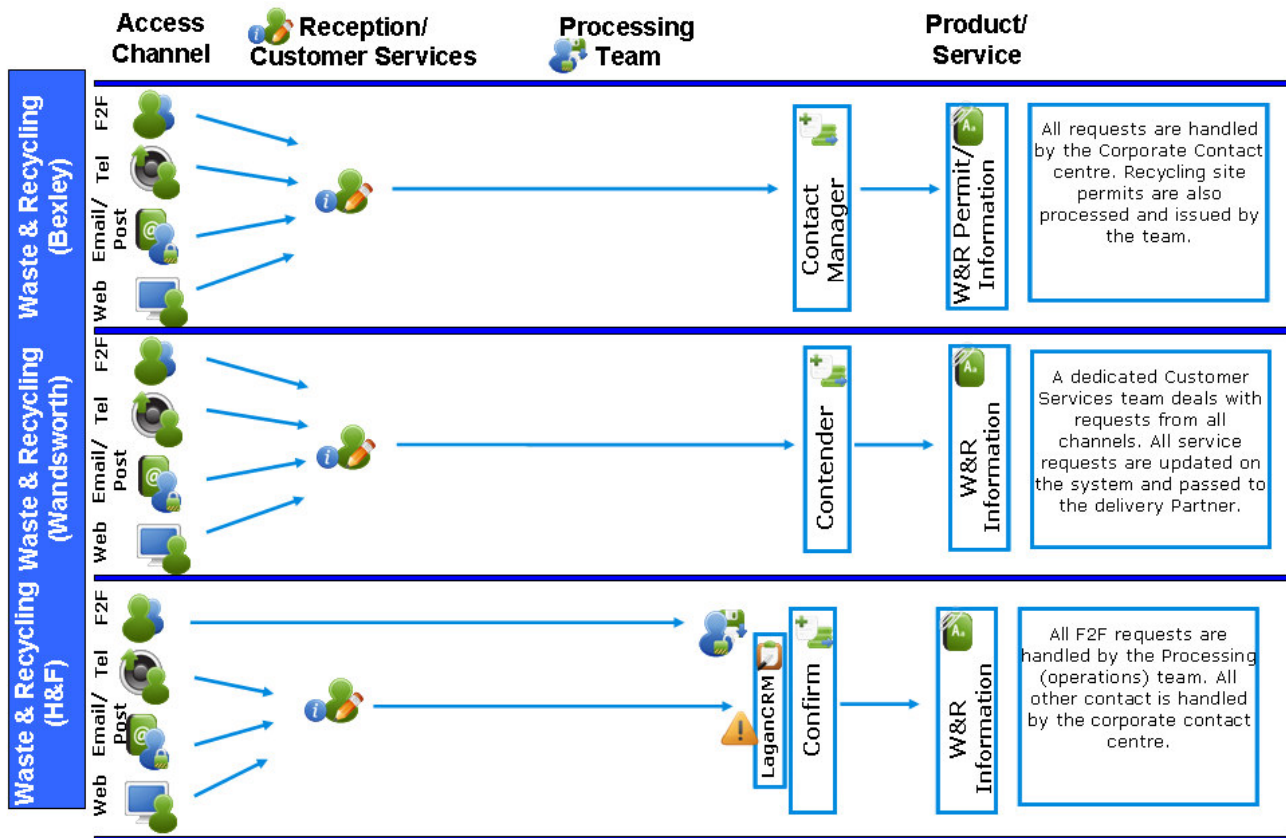 Access
Channel
Reception/
Customer Services
Processing
Team
Product/
Service
Waste & Recycling
(Bexley)
F2F
Tel
Email/
Post
Web
Contact
Manager
W&R Permit/
Information
All requests are handled
by the Corporate Contact
centre. Recycling site
permits are also
processed and issued by
the team.
Waste & Recycling
(Wandsworth)
F2F
Tel
Email/
Post
Web
Contender
W&R
Information
A dedicated Customer
Services team deals with
requests from all
channels. All service
requests are updated on
the system and passed to
the delivery Partner.
Waste & Recycling
(H&F)
F2F
Tel
Email/
Post
Web
LaganCRM
Confirm
W&R
Information
All F2F requests are
handled by the Processing
(operations) team. All
other contact is handled
by the corporate contact
centre.